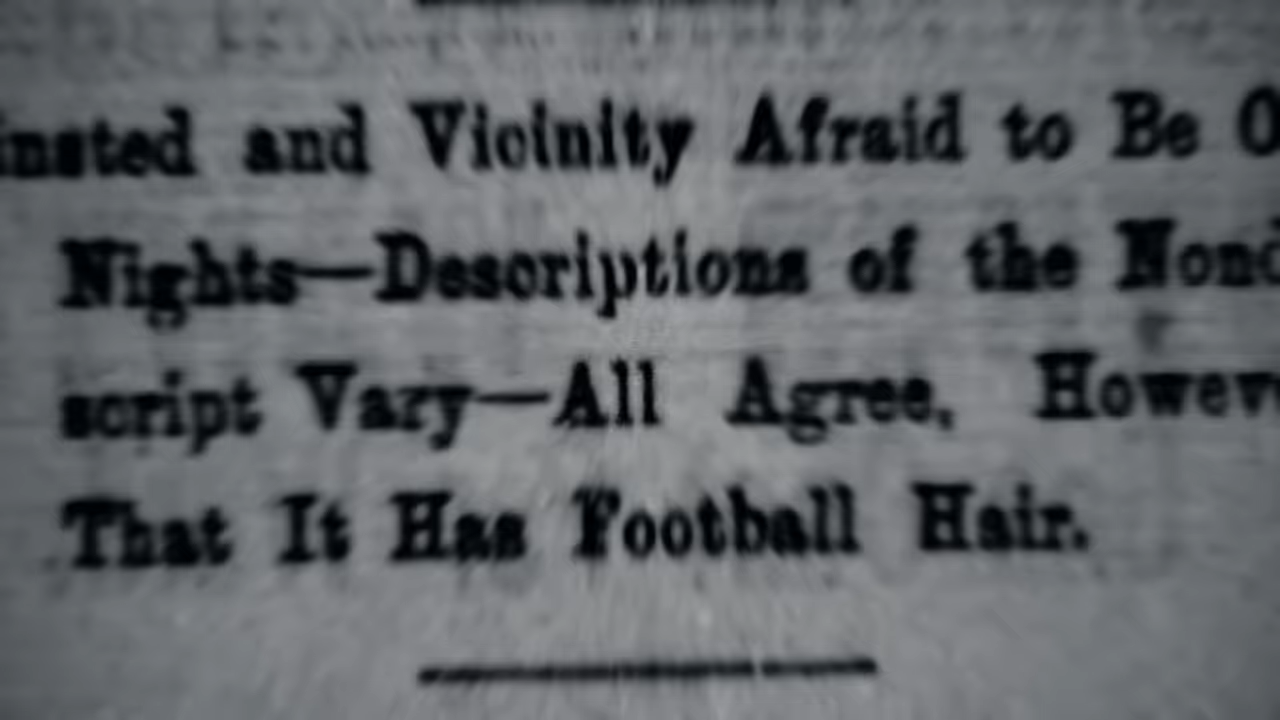 insted and Vicinity Afraid to Be O
Nights—Descriptions of the Nond
script Vary—All Agree, Howeve
That It Has Football Hair.